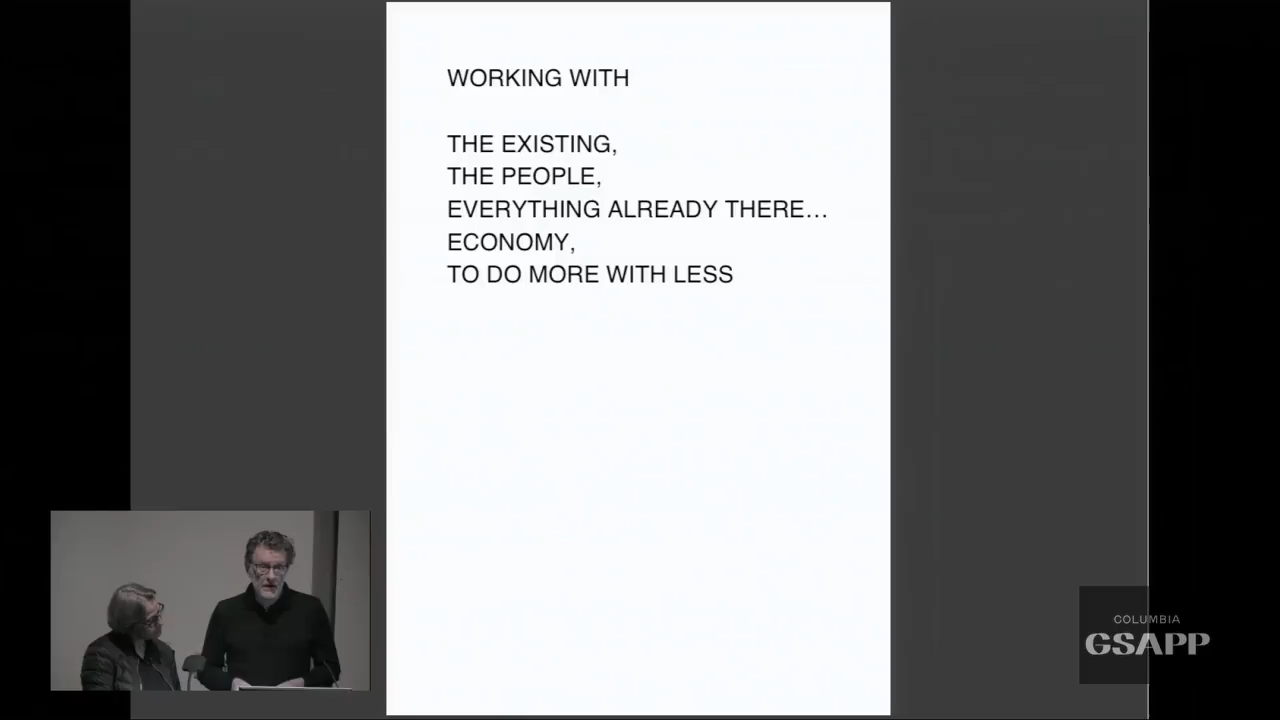 WORKING WITH
THE EXISTING,
THE PEOPLE,
EVERYTHING ALREADY THERE…
ECONOMY,
TO DO MORE WITH LESS
COLUMBIA
GSAPP